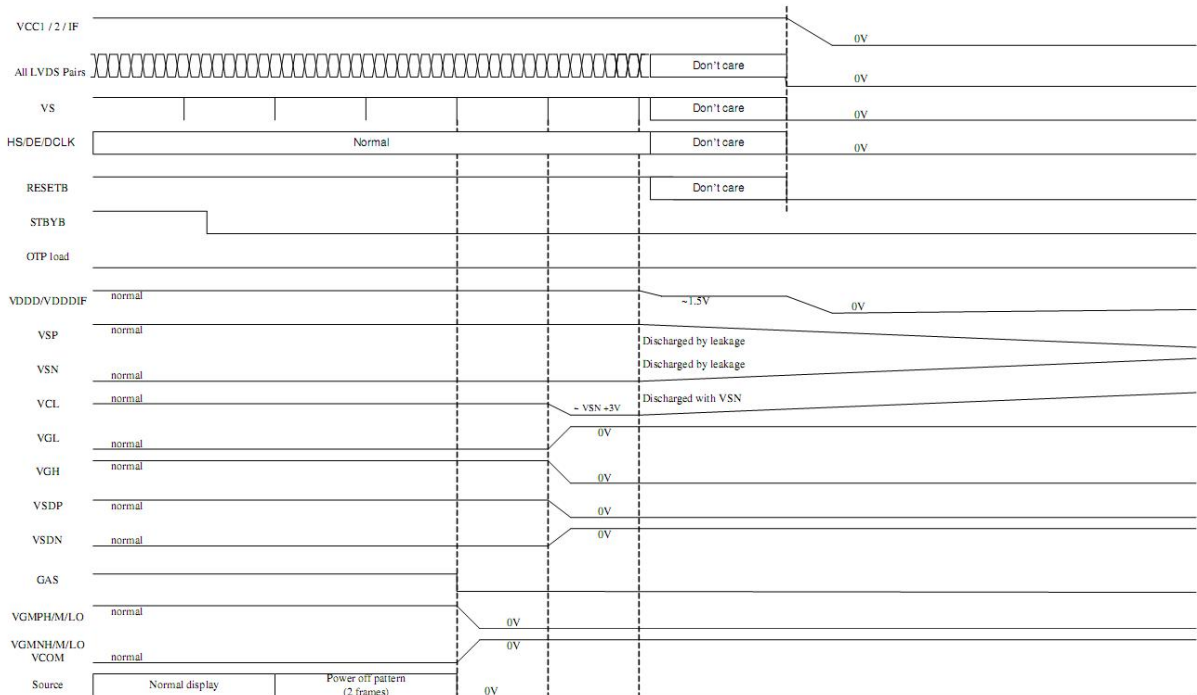 VCC1 / 2 / IF
0V
All LVDS Pairs
Don't care
0V
VS
Don't care
0V
HS/DE/DCLK
Normal
Don't care
0V
RESETB
Don't care
STBYB
OTP load
VDDD/VDDDIF
normal
~1.5V
0V
VSP
normal
Discharged by leakage
VSN
normal
Discharged by leakage
VCL
normal
~ VSN +3V
Discharged with VSN
VGL
normal
0V
VGH
normal
0V
VSDP
normal
0V
VSDN
normal
0V
GAS
VGMPH/M/LO
normal
0V
VGMNH/M/LO
VCOM
normal
0V
Source
Normal display
Power off pattern
(2 frames)
0V